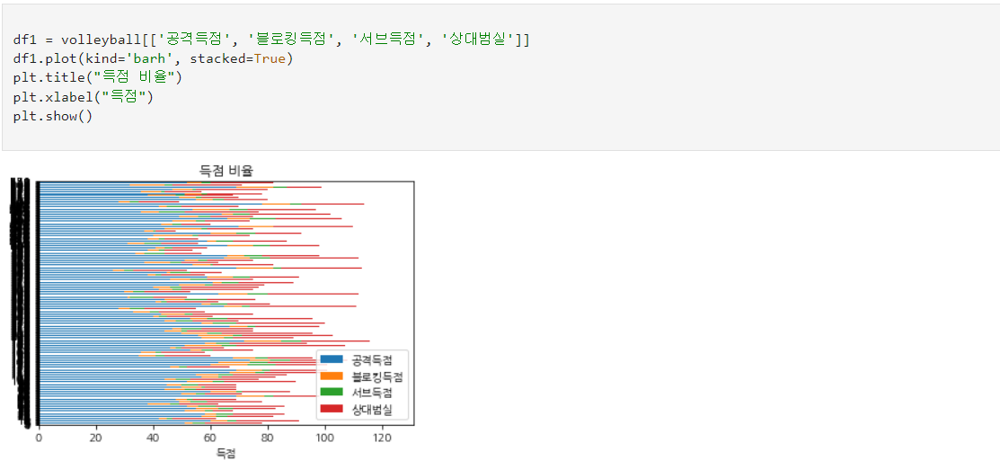 df1 = volleyball[['공격득점', '블로킹득점', '서브득점', '상대범실']]
df1.plot(kind='barh', stacked=True)
plt.title("득점 비율")
plt.xlabel("득점")
plt.show()
득점 비율
공격득점
블로킹득점
서브득점
상대범실
0 20 40 60 80 100 120
득점